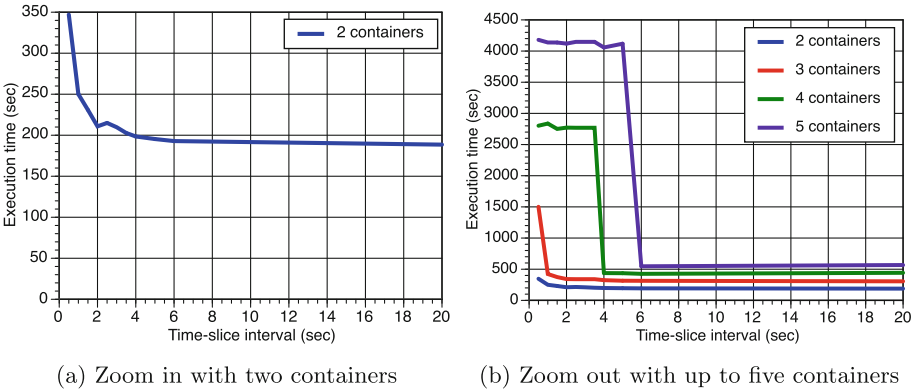 350
300
250
200
150
100
50
0
Execution time (sec)
2 containers
0 2 4 6 8 10 12 14 16 18 20
Time-slice interval (sec)
(a) Zoom in with two containers
4500
4000
3500
3000
2500
2000
1500
1000
500
0
Execution time (sec)
2 containers
3 containers
4 containers
5 containers
0 2 4 6 8 10 12 14 16 18 20
Time-slice interval (sec)
(b) Zoom out with up to five containers